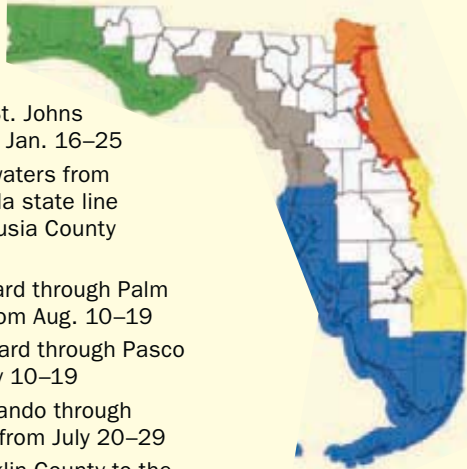 t. Johns
Jan. 16–25
waters from
da state line
usia County
ard through Palm
om Aug. 10–19
ard through Pasco
y 10–19
ando through
from July 20–29
klin County to the